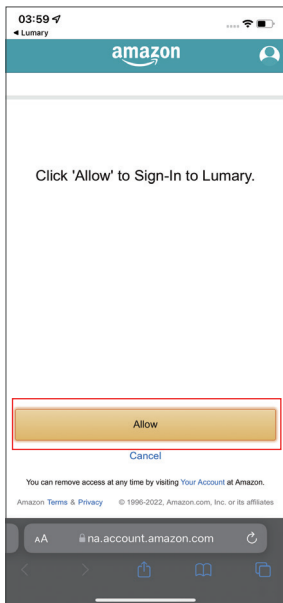 03:59
◀ Lumary
amazon
Click 'Allow' to Sign-In to Lumary.
Allow
Cancel
You can remove access at any time by visiting Your Account at Amazon.
Amazon Terms & Privacy © 1996-2022, Amazon.com, Inc. or its affiliates
AA na.account.amazon.com